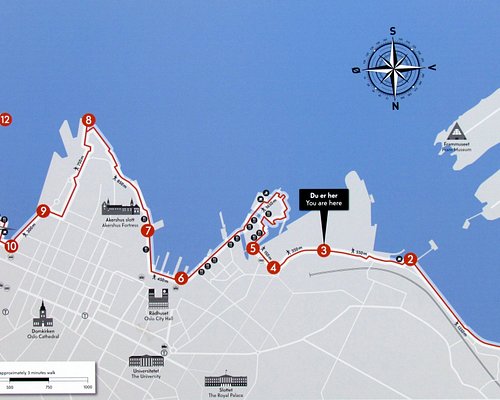 S
Ø
V
N
12
8
Frammuseet
Fram Museum
Du er her
You are here
Akershus slott
Akershus Fortress
9
7
10
5
3
4
2
6
Rådhuset
Oslo City Hall
Domkirken
Oslo Cathedral
Universitetet
The University
Slottet
The Royal Palace
approximately 3 minutes walk
500
750
1000